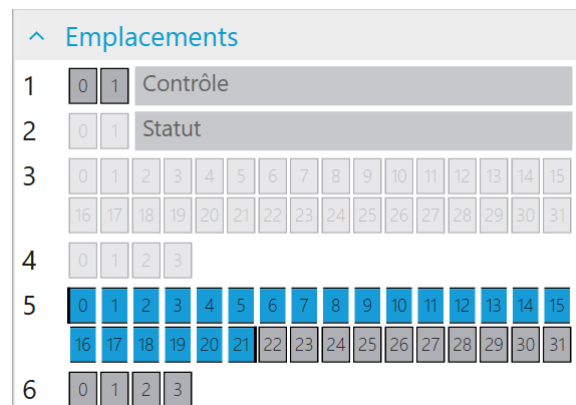 Emplacements
1 0 1 Contrôle
2 0 1 Statut
3 0 1 2 3 4 5 6 7 8 9 10 11 12 13 14 15
16 17 18 19 20 21 22 23 24 25 26 27 28 29 30 31
4 0 1 2 3
5 0 1 2 3 4 5 6 7 8 9 10 11 12 13 14 15
16 17 18 19 20 21 22 23 24 25 26 27 28 29 30 31
6 0 1 2 3